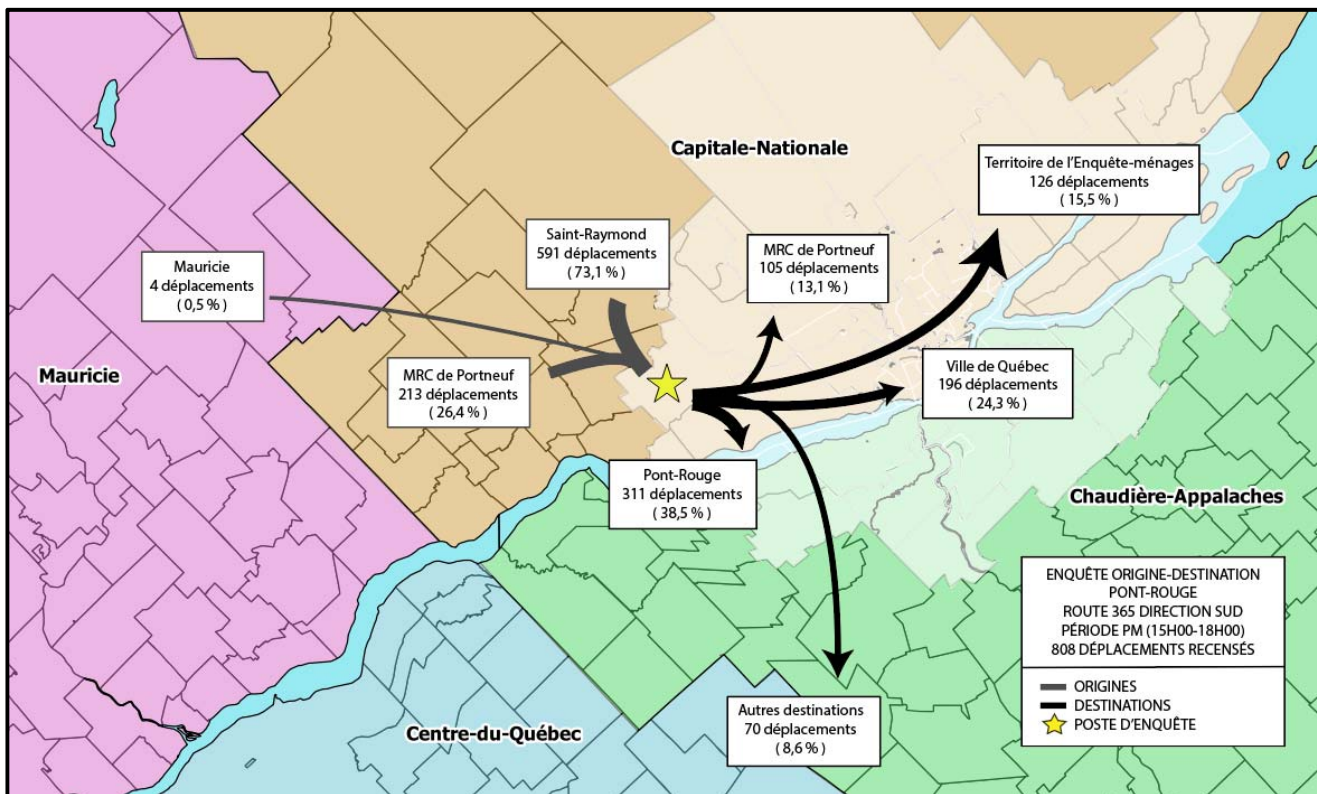 Capitale-Nationale
Territoire de l'Enquête-ménages
126 déplacements
( 15,5 % )
Saint-Raymond
591 déplacements
( 73,1 % )
MRC de Portneuf
105 déplacements
( 13,1 % )
Mauricie
4 déplacements
( 0,5 % )
Mauricie
MRC de Portneuf
213 déplacements
( 26,4 % )
Ville de Québec
196 déplacements
( 24,3 % )
Pont-Rouge
311 déplacements
( 38,5 % )
Chaudière-Appalaches
Centre-du-Québec
Autres destinations
70 déplacements
( 8,6 % )
ENQUÊTE ORIGINE-DESTINATION
PONT-ROUGE
ROUTE 365 DIRECTION SUD
PÉRIODE PM (15H00-18H00)
808 DÉPLACEMENTS RECENSÉS
ORIGINES
DESTINATIONS
POSTE D'ENQUÊTE